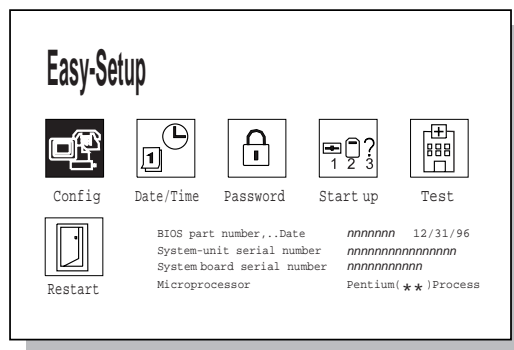 Easy-Setup
1
1 2 3
?
Config Date/Time Password Start up Test
Restart
BIOS part number,..Date nnnnnnn 12/31/96
System-unit serial number nnnnnnnnnnnnnnnn
System board serial number nnnnnnnnnnn
Microprocessor Pentium(**)Process